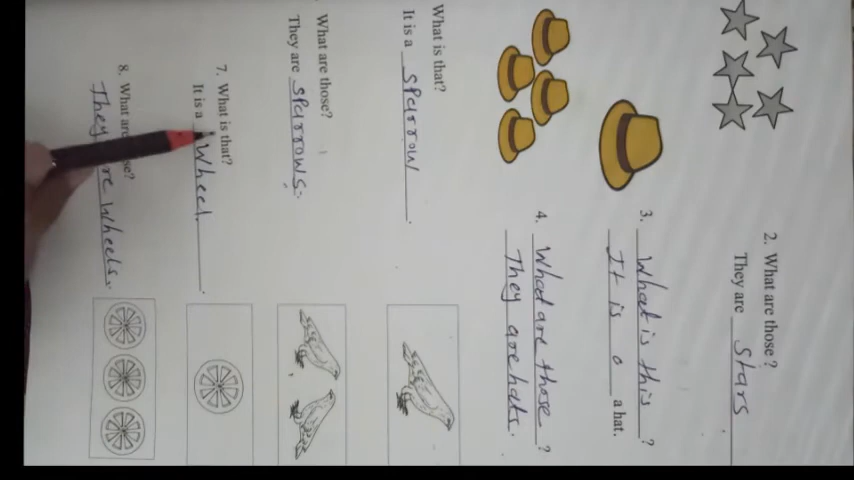 2. What are those ?
They are Stars
3. What is this ?
It is a a hat.
4. What are those ?
They are hats.
What is that?
It is a Sparrow .
What are those?
They are sparrows.
7. What is that?
It is a Wheel .
8. What are
They re Wheels.